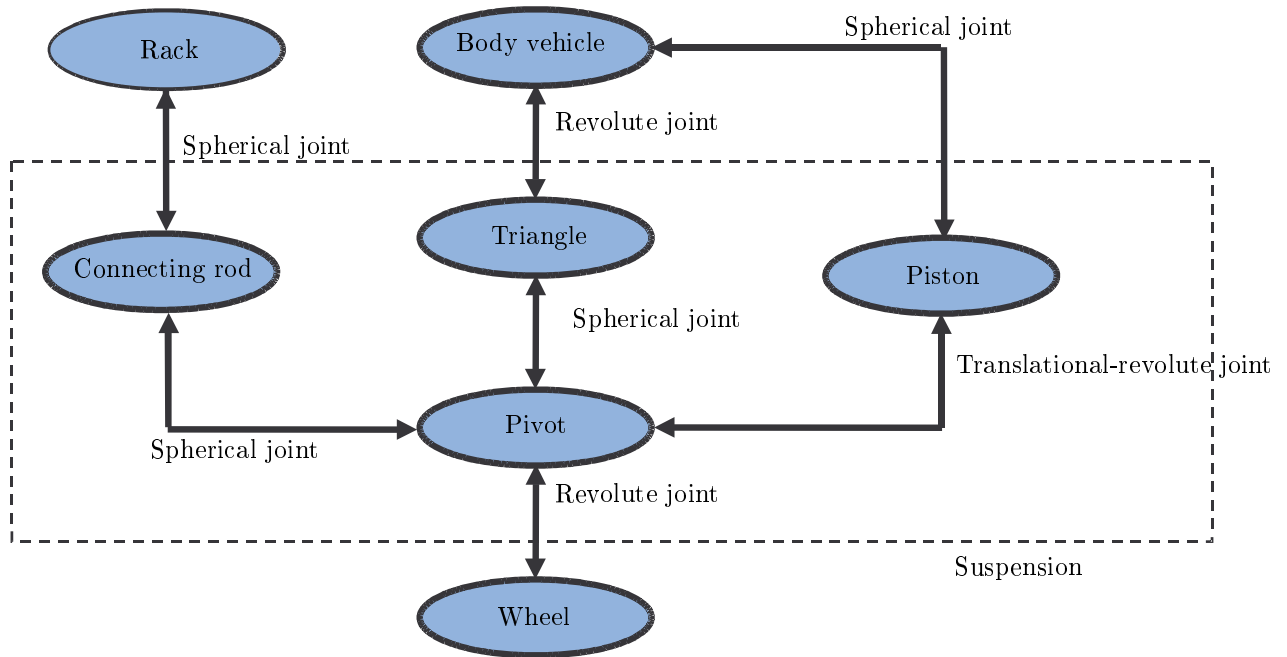 Rack
Body vehicle
Spherical joint
Revolute joint
Spherical joint
Triangle
Connecting rod
Piston
Spherical joint
Translational-revolute joint
Pivot
Spherical joint
Revolute joint
Suspension
Wheel